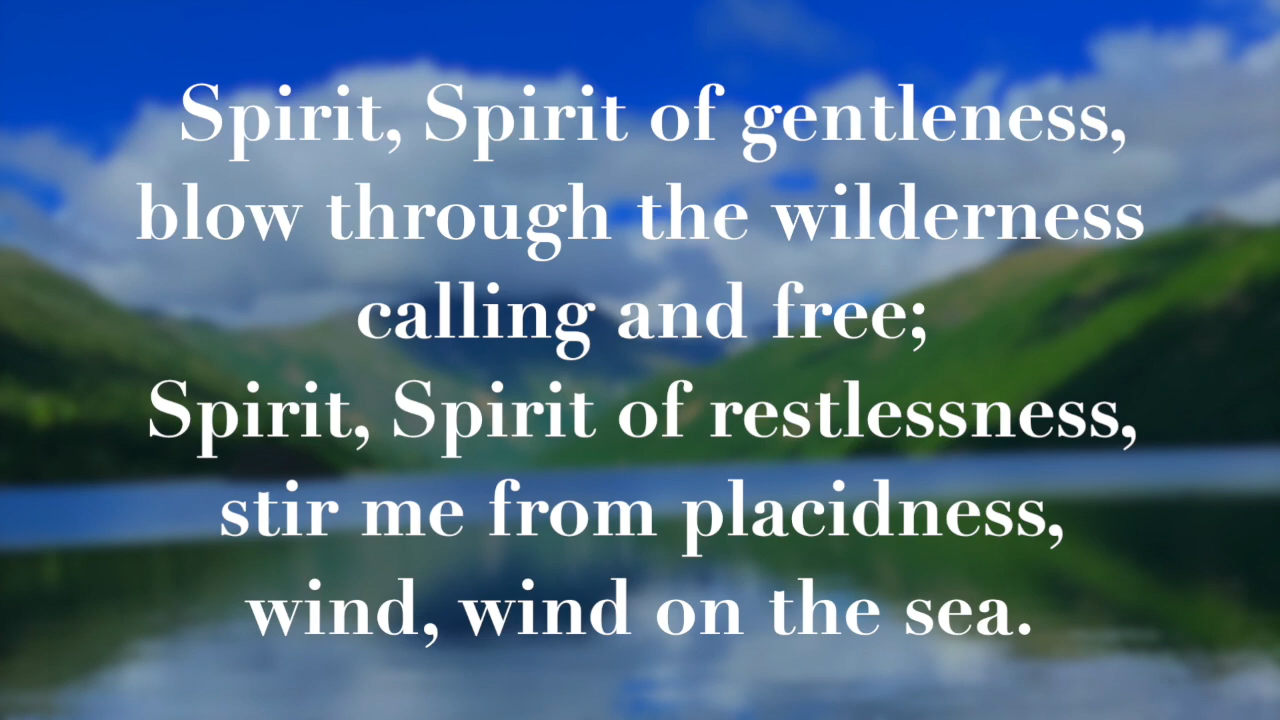 Spirit, Spirit of gentleness,
blow through the wilderness
calling and free;
Spirit, Spirit of restlessness,
stir me from placidness,
wind, wind on the sea.